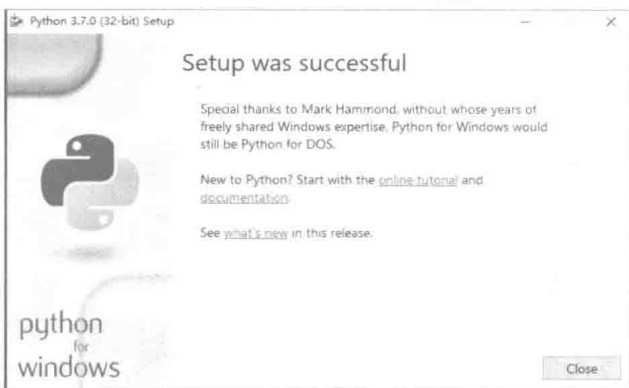 Python 3.7.0 (32-bit) Setup
Setup was successful
Special thanks to Mark Hammond, without whose years of
freely shared Windows expertise, Python for Windows would
still be Python for DOS.
New to Python? Start with the online tutorial and
documentation.
See what's new in this release.
python
for
windows
Close